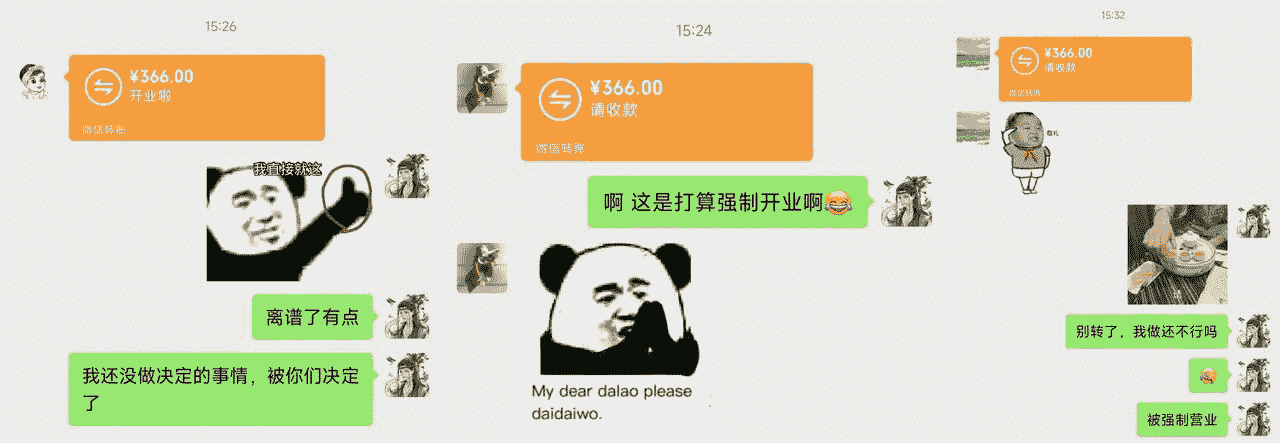 15:26
¥366.00
开业啦
微信转账
我直接就这
离谱了有点
我还没做决定的事情，被你们决定
了
15:24
¥366.00
请收款
微信转账
啊 这是打算强制开业啊😂
My dear dalao please
daidaiwo.
15:32
¥366.00
请收款
微信转账
敬礼
别转了，我做还不行吗
被强制营业